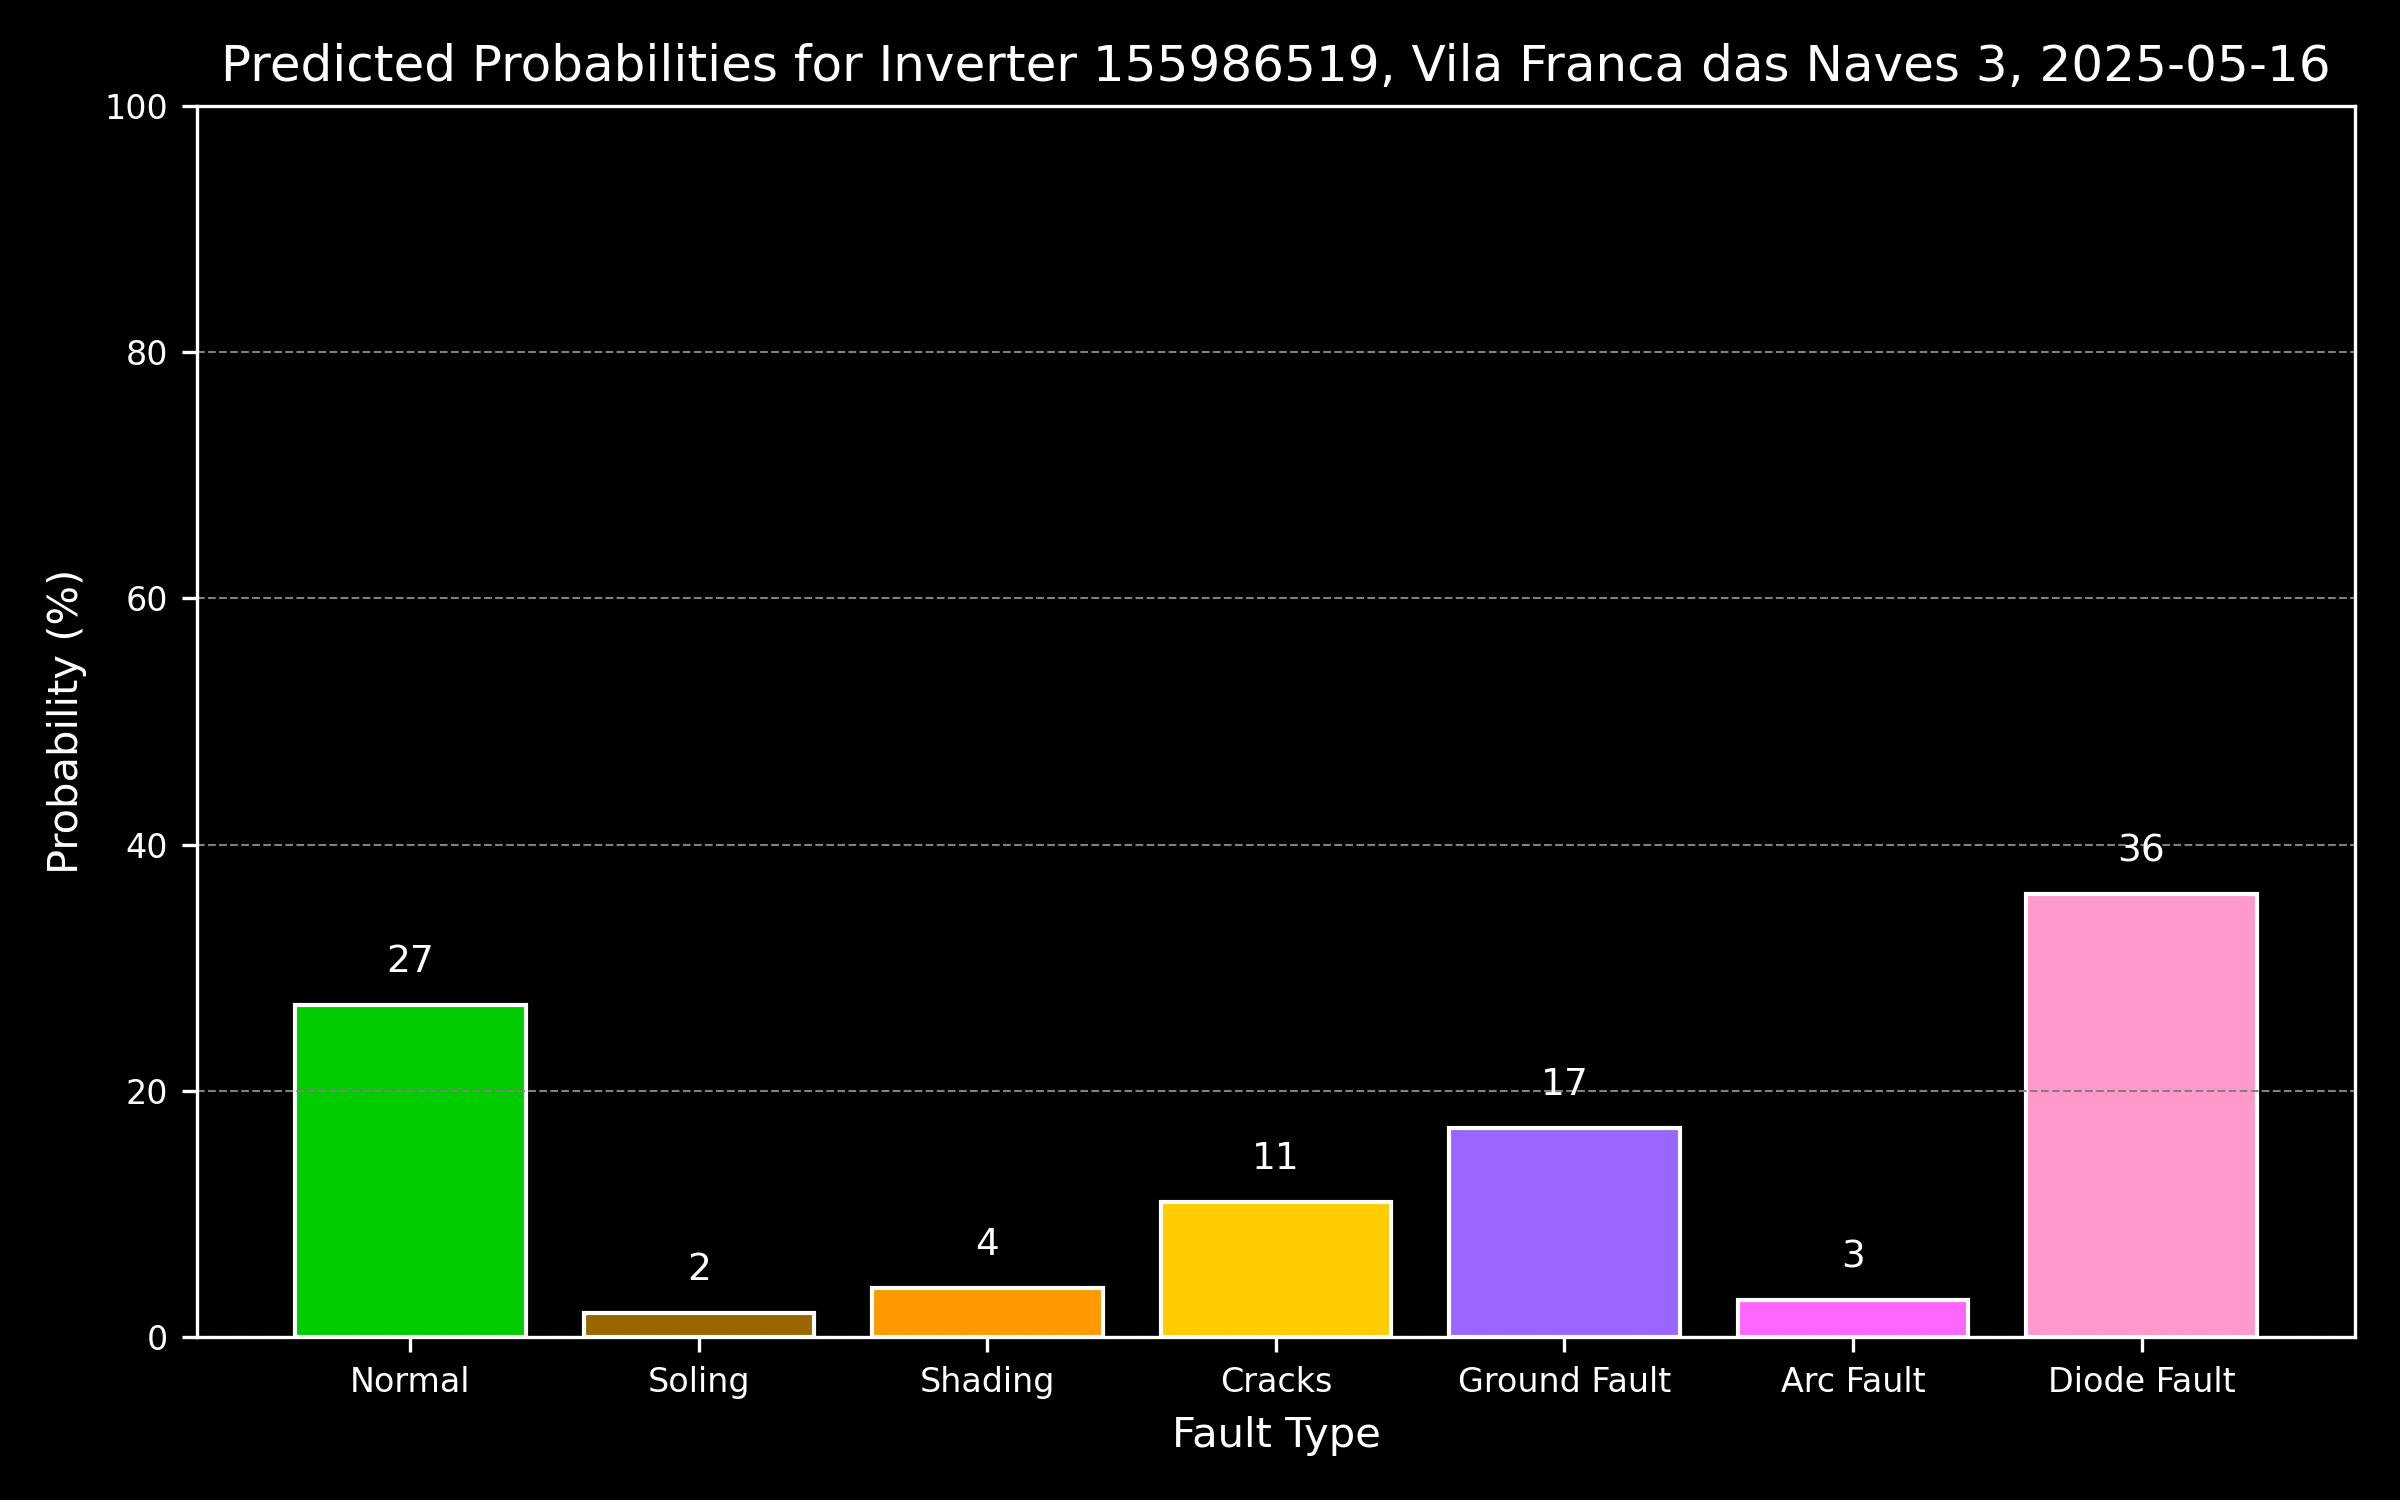 Predicted Probabilities for Inverter 155986519, Vila Franca das Naves 3, 2025-05-16
100
80
60
40
20
0
Probability (%)
27
2
4
11
17
3
36
Normal
Soling
Shading
Cracks
Ground Fault
Arc Fault
Diode Fault
Fault Type